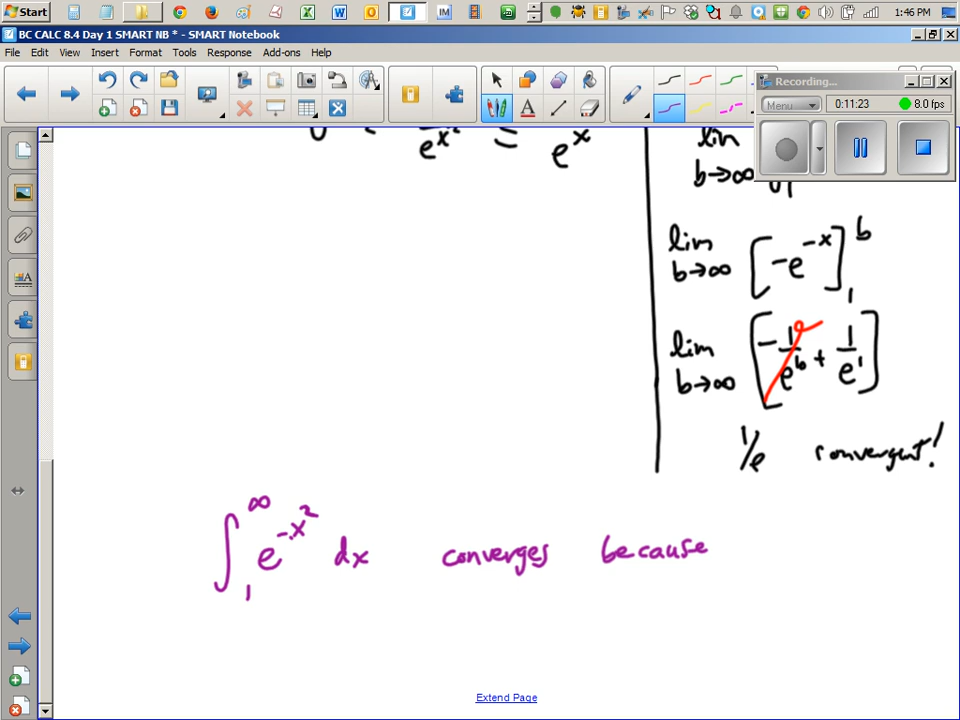 Start
1:46 PM
BC CALC 8.4 Day 1 SMART NB * - SMART Notebook
File Edit View Insert Format Tools Response Add-ons Help
Recording...
Menu 0:11:23 8.0 fps
e^x² = e^x
lim b→∞
lim b→∞ [-e^-x]₁^b
lim b→∞ [-1/e^b + 1/e^1]
1/e convergent!
∫₁^∞ e^-x² dx converges because
Extend Page